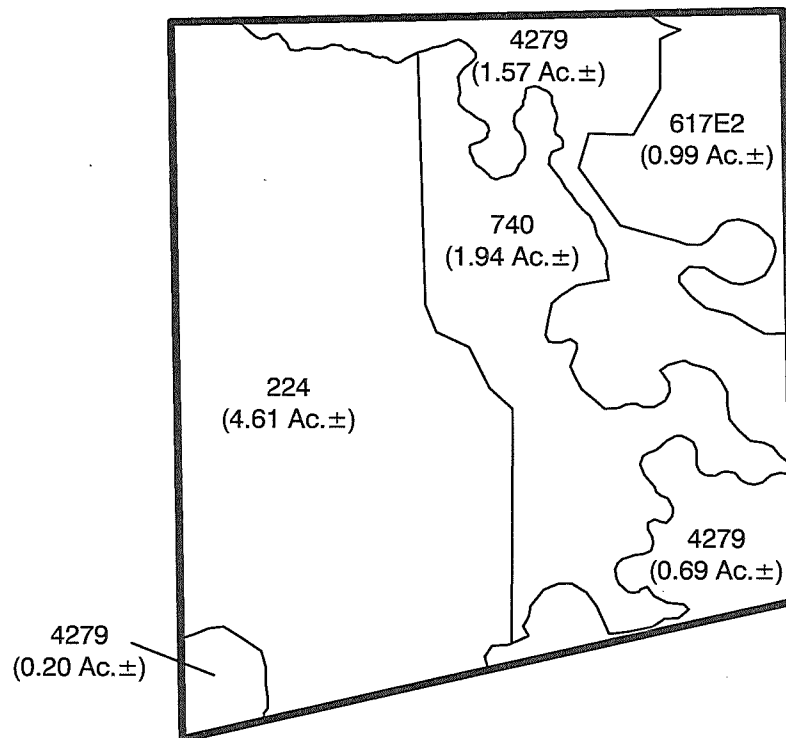 4279
(1.57 Ac.±)
617E2
(0.99 Ac.±)
740
(1.94 Ac.±)
224
(4.61 Ac.±)
4279
(0.69 Ac.±)
4279
(0.20 Ac.±)